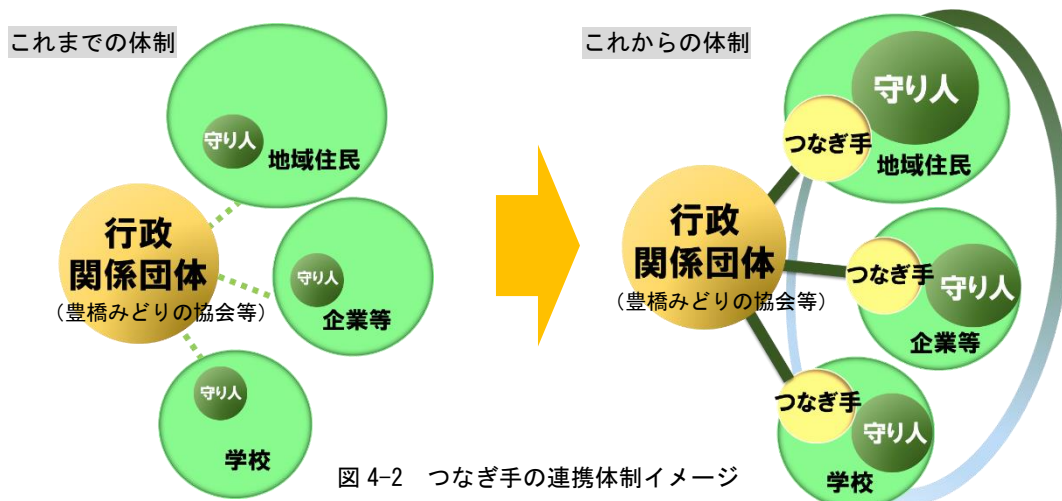 これまでの体制
守り人
地域住民
行政
関係団体
（豊橋みどりの協会等）
守り人
企業等
守り人
学校
これからの体制
守り人
つなぎ手
地域住民
行政
関係団体
（豊橋みどりの協会等）
つなぎ手
守り人
企業等
つなぎ手
守り人
学校
図 4-2　つなぎ手の連携体制イメージ